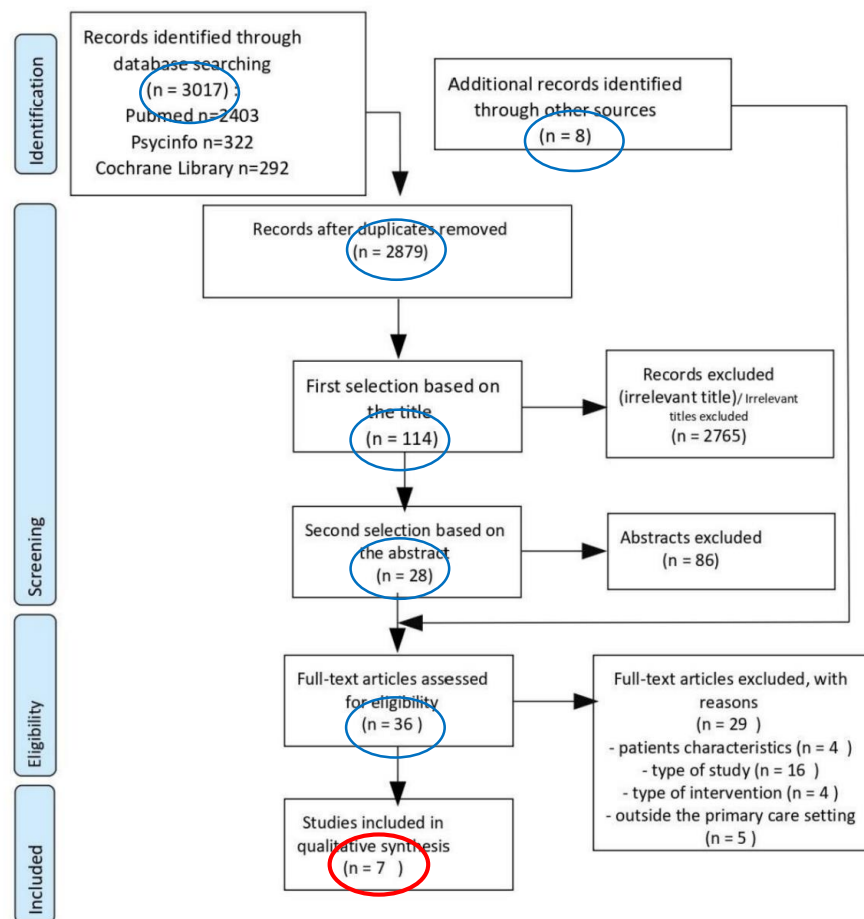 Identification
Records identified through
database searching
(n = 3017) :
Pubmed n=2403
Psycinfo n=322
Cochrane Library n=292
Additional records identified
through other sources
(n = 8)
Screening
Records after duplicates removed
(n = 2879)
First selection based on
the title
(n = 114)
Records excluded
(irrelevant title)/ Irrelevant
titles excluded
(n = 2765)
Second selection based on
the abstract
(n = 28)
Abstracts excluded
(n = 86)
Eligibility
Full-text articles assessed
for eligibility
(n = 36 )
Full-text articles excluded, with
reasons
(n = 29 )
- patients characteristics (n = 4 )
- type of study (n = 16 )
- type of intervention (n = 4 )
- outside the primary care setting
(n = 5 )
Included
Studies included in
qualitative synthesis
(n = 7 )